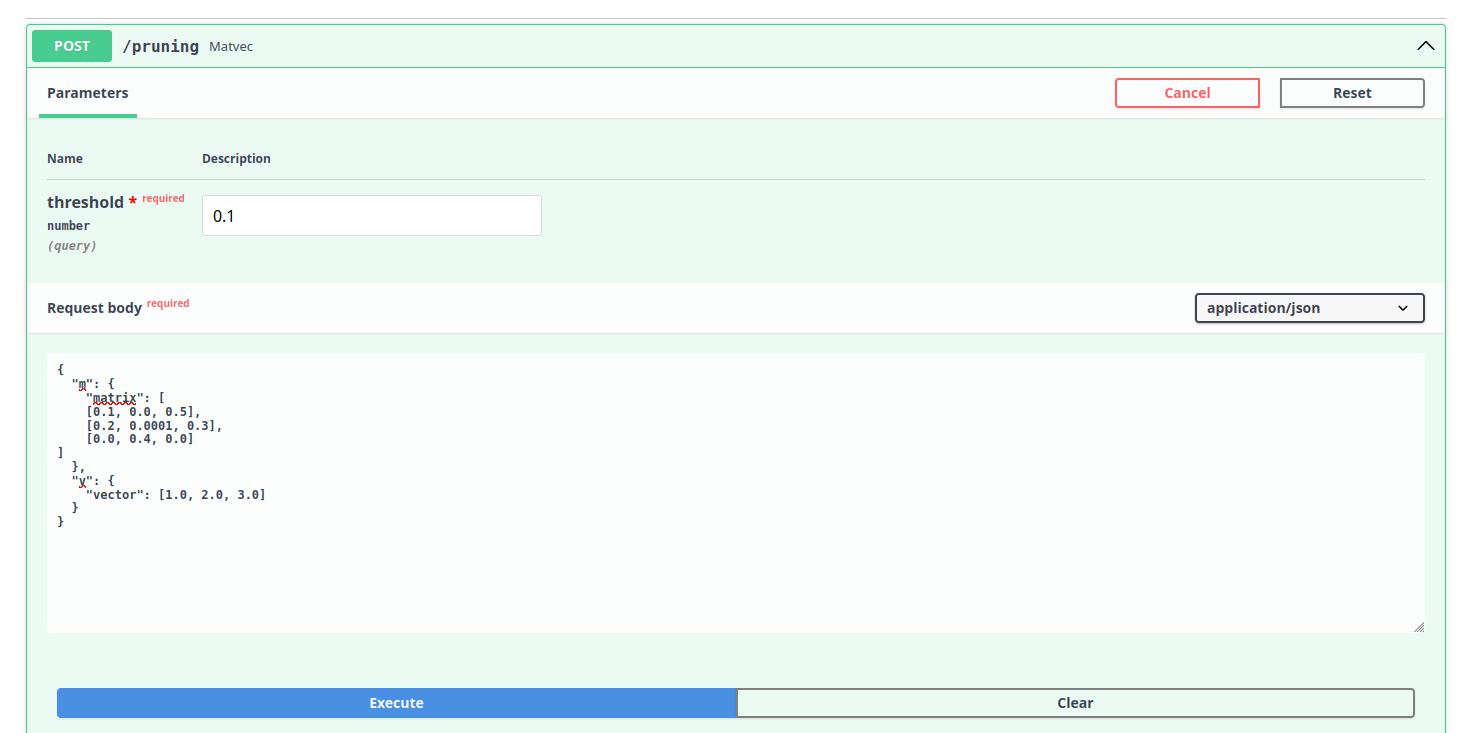 POST /pruning Matvec
Parameters
Cancel
Reset
Name Description
threshold * required
number
(query)
0.1
Request body required
application/json
{
  "m": {
    "matrix": [
    [0.1, 0.0, 0.5],
    [0.2, 0.0001, 0.3],
    [0.0, 0.4, 0.0]
]
  },
  "v": {
    "vector": [1.0, 2.0, 3.0]
  }
}
Execute
Clear